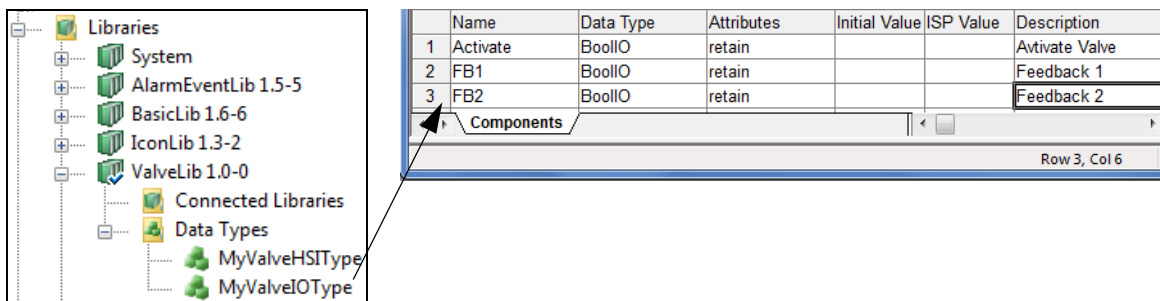 Libraries
System
AlarmEventLib 1.5-5
BasicLib 1.6-6
IconLib 1.3-2
ValveLib 1.0-0
Connected Libraries
Data Types
MyValveHSIType
MyValveIOType
Name Data Type Attributes Initial Value ISP Value Description
1 Activate BoolIO retain Avtivate Valve
2 FB1 BoolIO retain Feedback 1
3 FB2 BoolIO retain Feedback 2
Components
Row 3, Col 6